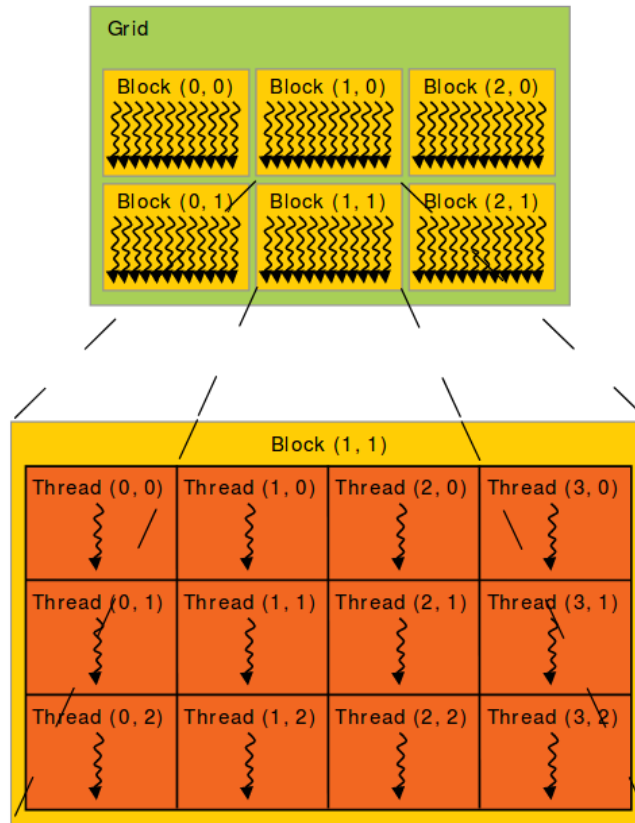 Grid
Block (0, 0) Block (1, 0) Block (2, 0)
Block (0, 1) Block (1, 1) Block (2, 1)
Block (1, 1)
Thread (0, 0) Thread (1, 0) Thread (2, 0) Thread (3, 0)
Thread (0, 1) Thread (1, 1) Thread (2, 1) Thread (3, 1)
Thread (0, 2) Thread (1, 2) Thread (2, 2) Thread (3, 2)